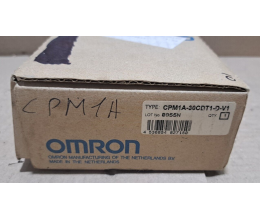 TYPE CPM1A-30CDT1-D-V1
LOT No
QTY 1
CPM1A
OMRON
OMRON MANUFACTURING OF THE NETHERLANDS BV
MADE IN THE NETHERLANDS